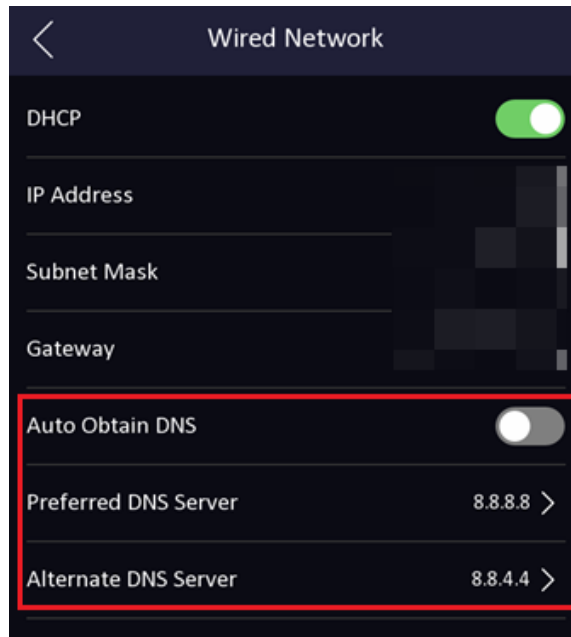 Wired Network
DHCP
IP Address
Subnet Mask
Gateway
Auto Obtain DNS
Preferred DNS Server 8.8.8.8
Alternate DNS Server 8.8.4.4